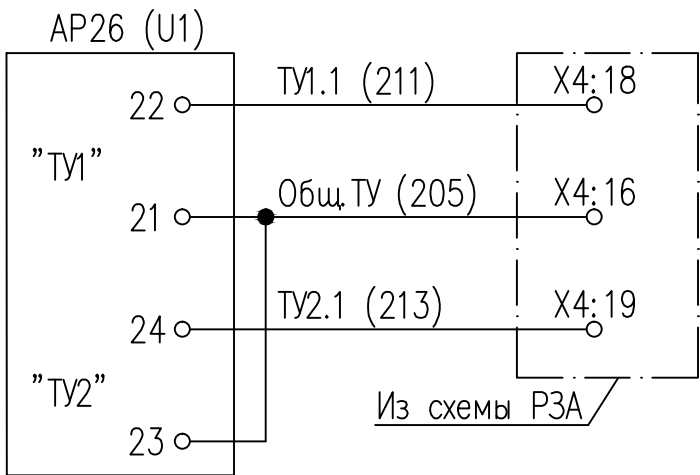 АР26 (U1)
22 ТУ1.1 (211) X4:18
"ТУ1"
21 Общ.ТУ (205) X4:16
24 ТУ2.1 (213) X4:19
"ТУ2"
23
Из схемы РЗА